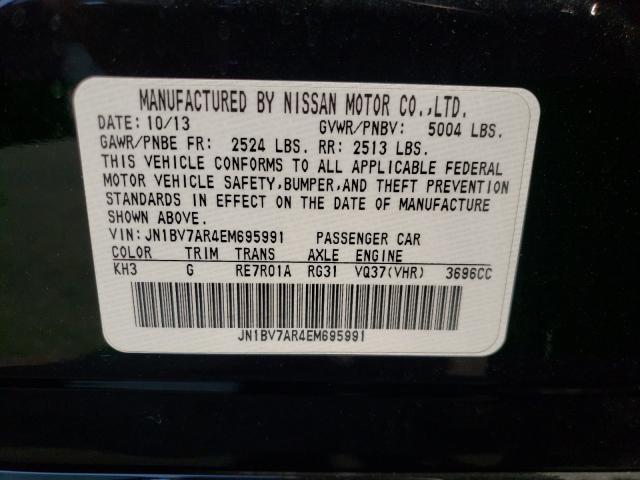 MANUFACTURED BY NISSAN MOTOR CO.,LTD.
DATE: 10/13 GVWR/PNBV: 5004 LBS.
GAWR/PNBE FR: 2524 LBS. RR: 2513 LBS.
THIS VEHICLE CONFORMS TO ALL APPLICABLE FEDERAL
MOTOR VEHICLE SAFETY,BUMPER,AND THEFT PREVENTION
STANDARDS IN EFFECT ON THE DATE OF MANUFACTURE
SHOWN ABOVE.
VIN:JN1BV7AR4EM695991 PASSENGER CAR
COLOR TRIM TRANS AXLE ENGINE
KH3 G RE7R01A RG31 VQ37(VHR) 3696CC
JN1BV7AR4EM695991